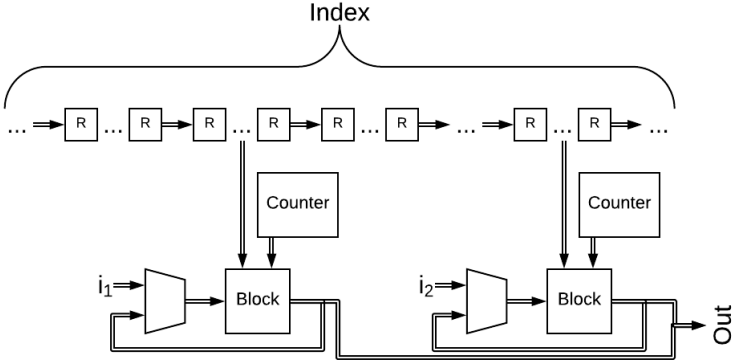 Index
... R ... R R ... R R ... R ... R ... R ...
Counter Counter
i1 Block i2 Block
Out